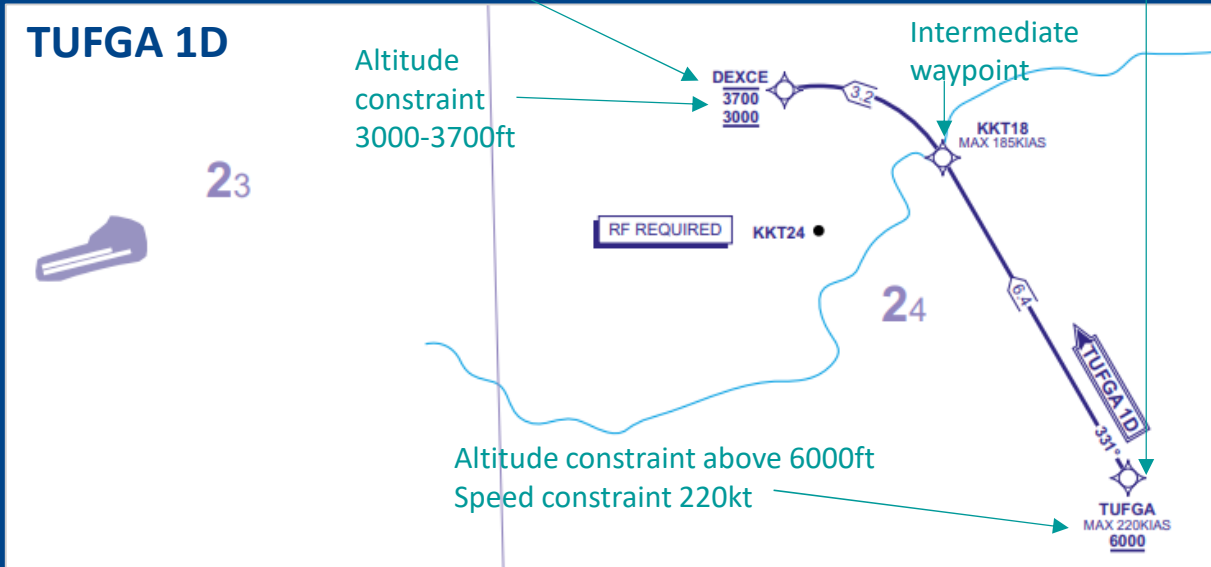 TUFGA 1D
Altitude
constraint
3000-3700ft
DEXCE
3700
3000
3.2
Intermediate
waypoint
KKT18
MAX 185KIAS
23
RF REQUIRED
KKT24
24
6.4
TUFGA 1D
331°
Altitude constraint above 6000ft
Speed constraint 220kt
TUFGA
MAX 220KIAS
6000